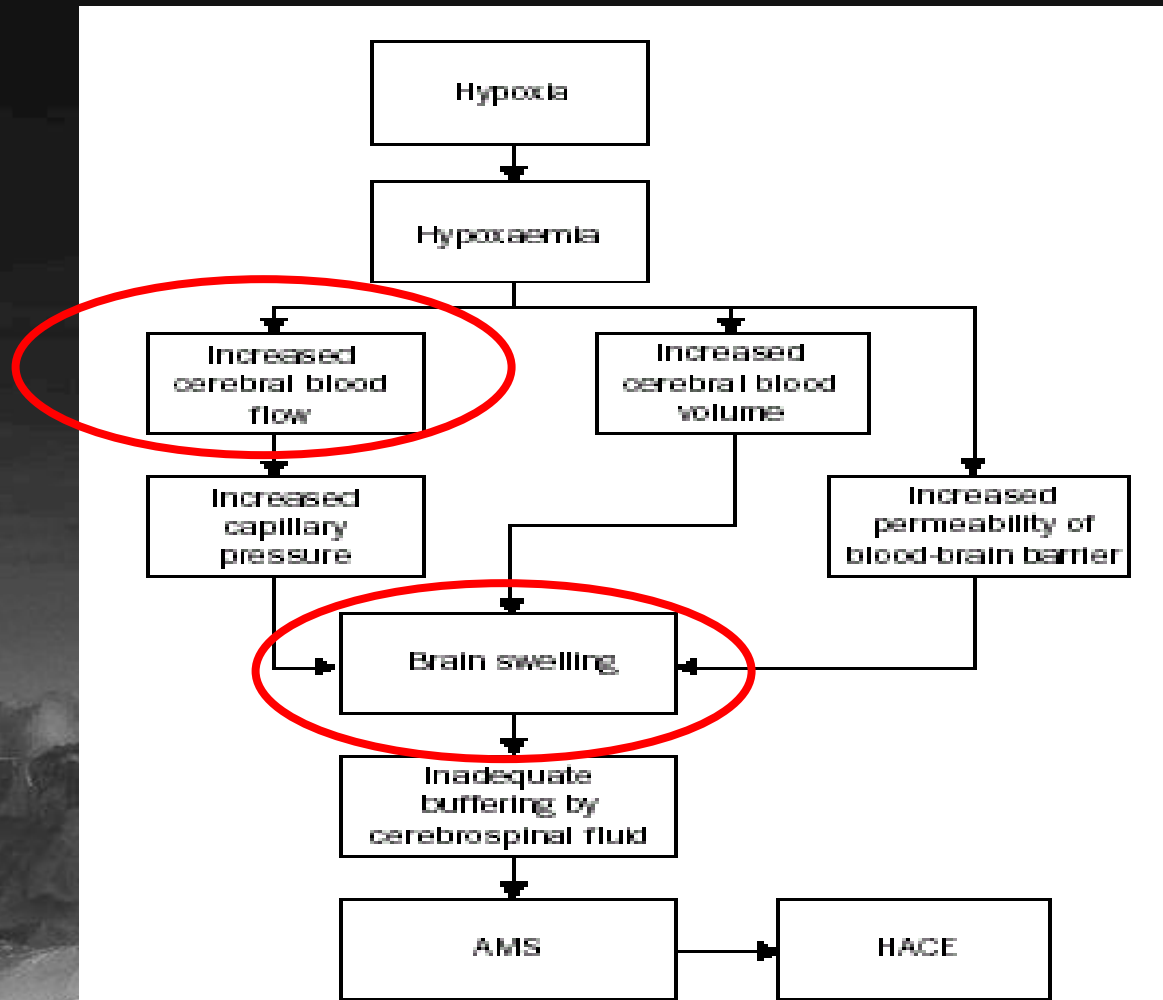 Hypoxia
Hypoxaemia
Increased
cerebral blood
flow
Increased
cerebral blood
volume
Increased
capillary
pressure
Increased
permeability of
blood-brain barrier
Brain swelling
Inadequate
buffering by
cerebrospinal fluid
AMS
HACE